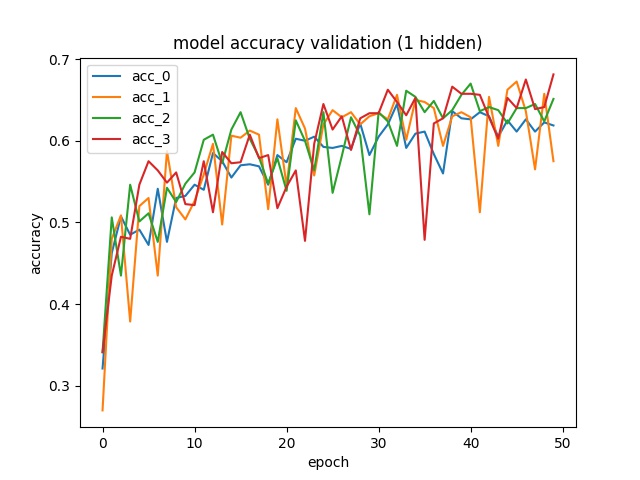 model accuracy validation (1 hidden)
acc_0
acc_1
acc_2
acc_3
0.7
0.6
0.5
0.4
0.3
accuracy
0 10 20 30 40 50
epoch